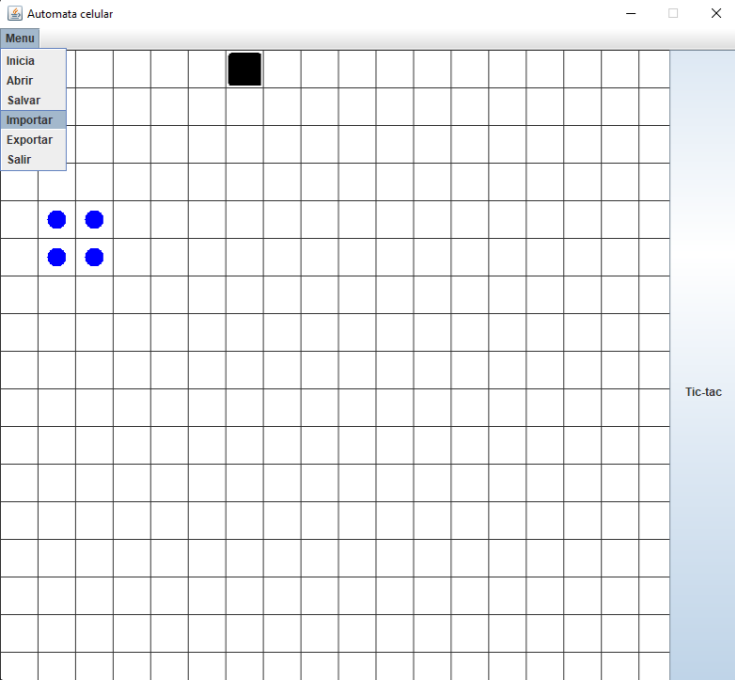 Automata celular
Menu
Inicia
Abrir
Salvar
Importar
Exportar
Salir
Tic-tac